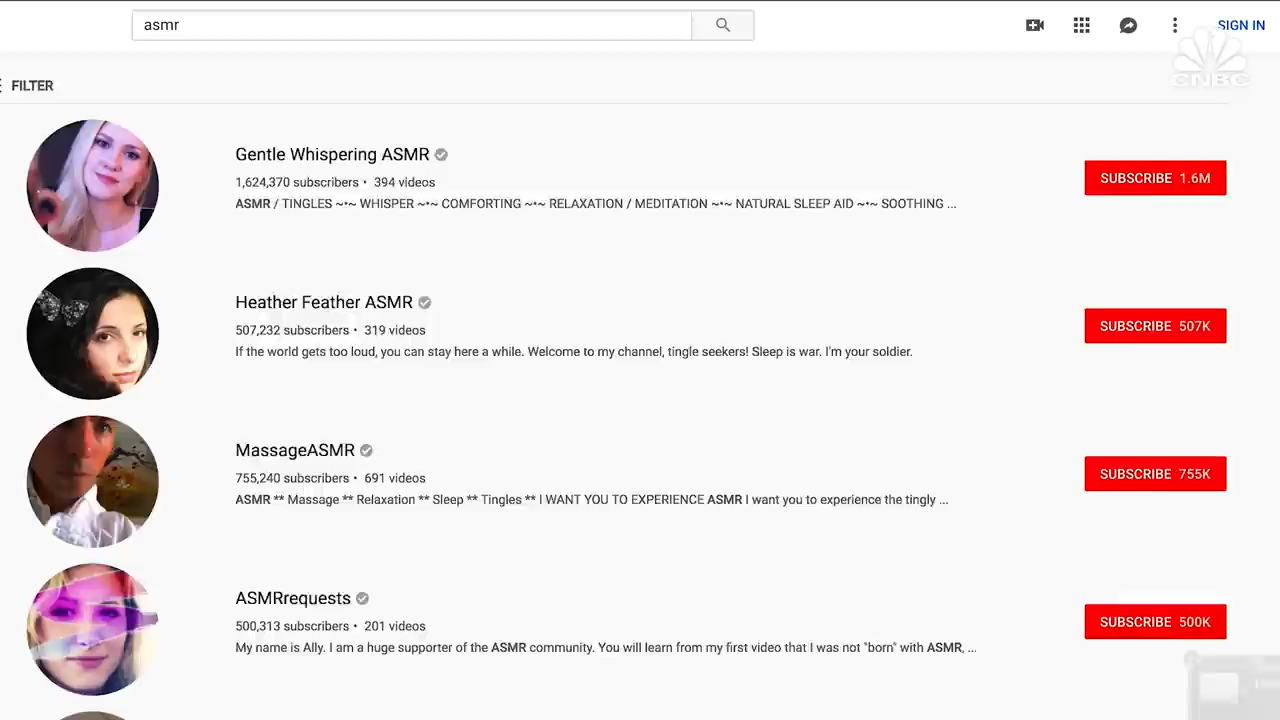 asmr
SIGN IN
CNBC
FILTER
Gentle Whispering ASMR
1,624,370 subscribers • 394 videos
ASMR / TINGLES ~•~ WHISPER ~•~ COMFORTING ~•~ RELAXATION / MEDITATION ~•~ NATURAL SLEEP AID ~•~ SOOTHING ...
SUBSCRIBE 1.6M
Heather Feather ASMR
507,232 subscribers • 319 videos
If the world gets too loud, you can stay here a while. Welcome to my channel, tingle seekers! Sleep is war. I'm your soldier.
SUBSCRIBE 507K
MassageASMR
755,240 subscribers • 691 videos
ASMR ** Massage ** Relaxation ** Sleep ** Tingles ** I WANT YOU TO EXPERIENCE ASMR I want you to experience the tingly ...
SUBSCRIBE 755K
ASMRrequests
500,313 subscribers • 201 videos
My name is Ally. I am a huge supporter of the ASMR community. You will learn from my first video that I was not "born" with ASMR, ...
SUBSCRIBE 500K